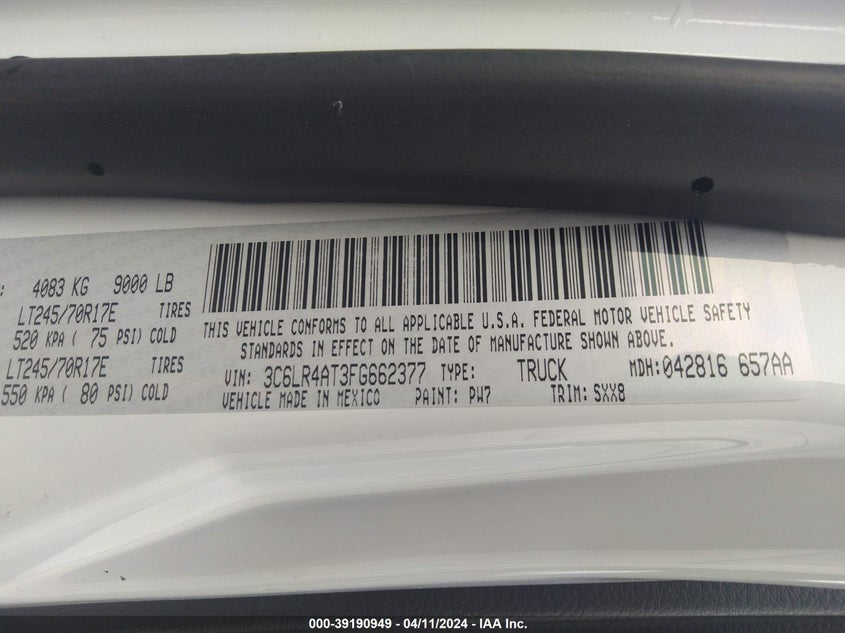 : 4083 KG 9000 LB
LT245/70R17E TIRES
520 KPA ( 75 PSI) COLD
LT245/70R17E TIRES
550 KPA ( 80 PSI) COLD
THIS VEHICLE CONFORMS TO ALL APPLICABLE U.S.A. FEDERAL MOTOR VEHICLE SAFETY
STANDARDS IN EFFECT ON THE DATE OF MANUFACTURE SHOWN ABOVE.
VIN: 3C6LR4AT3FG662377 TYPE: TRUCK MDH:042816 657AA
VEHICLE MADE IN MEXICO PAINT: PW7 TRIM: SXX8
000-39190949 - 04/11/2024 - IAA Inc.